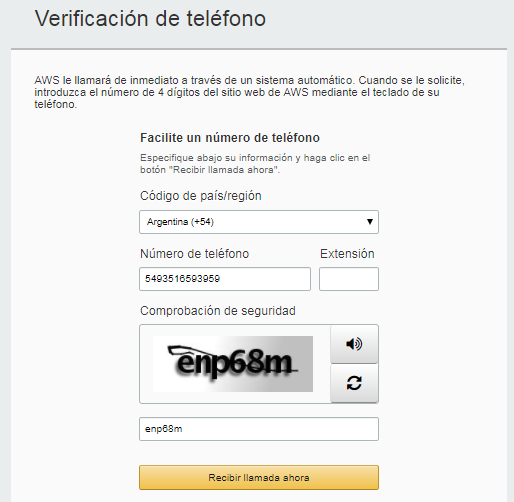 Verificación de teléfono
AWS le llamará de inmediato a través de un sistema automático. Cuando se le solicite,
introduzca el número de 4 dígitos del sitio web de AWS mediante el teclado de su
teléfono.
Facilite un número de teléfono
Especifique abajo su información y haga clic en el
botón "Recibir llamada ahora".
Código de país/región
Argentina (+54)
Número de teléfono Extensión
5493516593959
Comprobación de seguridad
enp68m
enp68m
Recibir llamada ahora